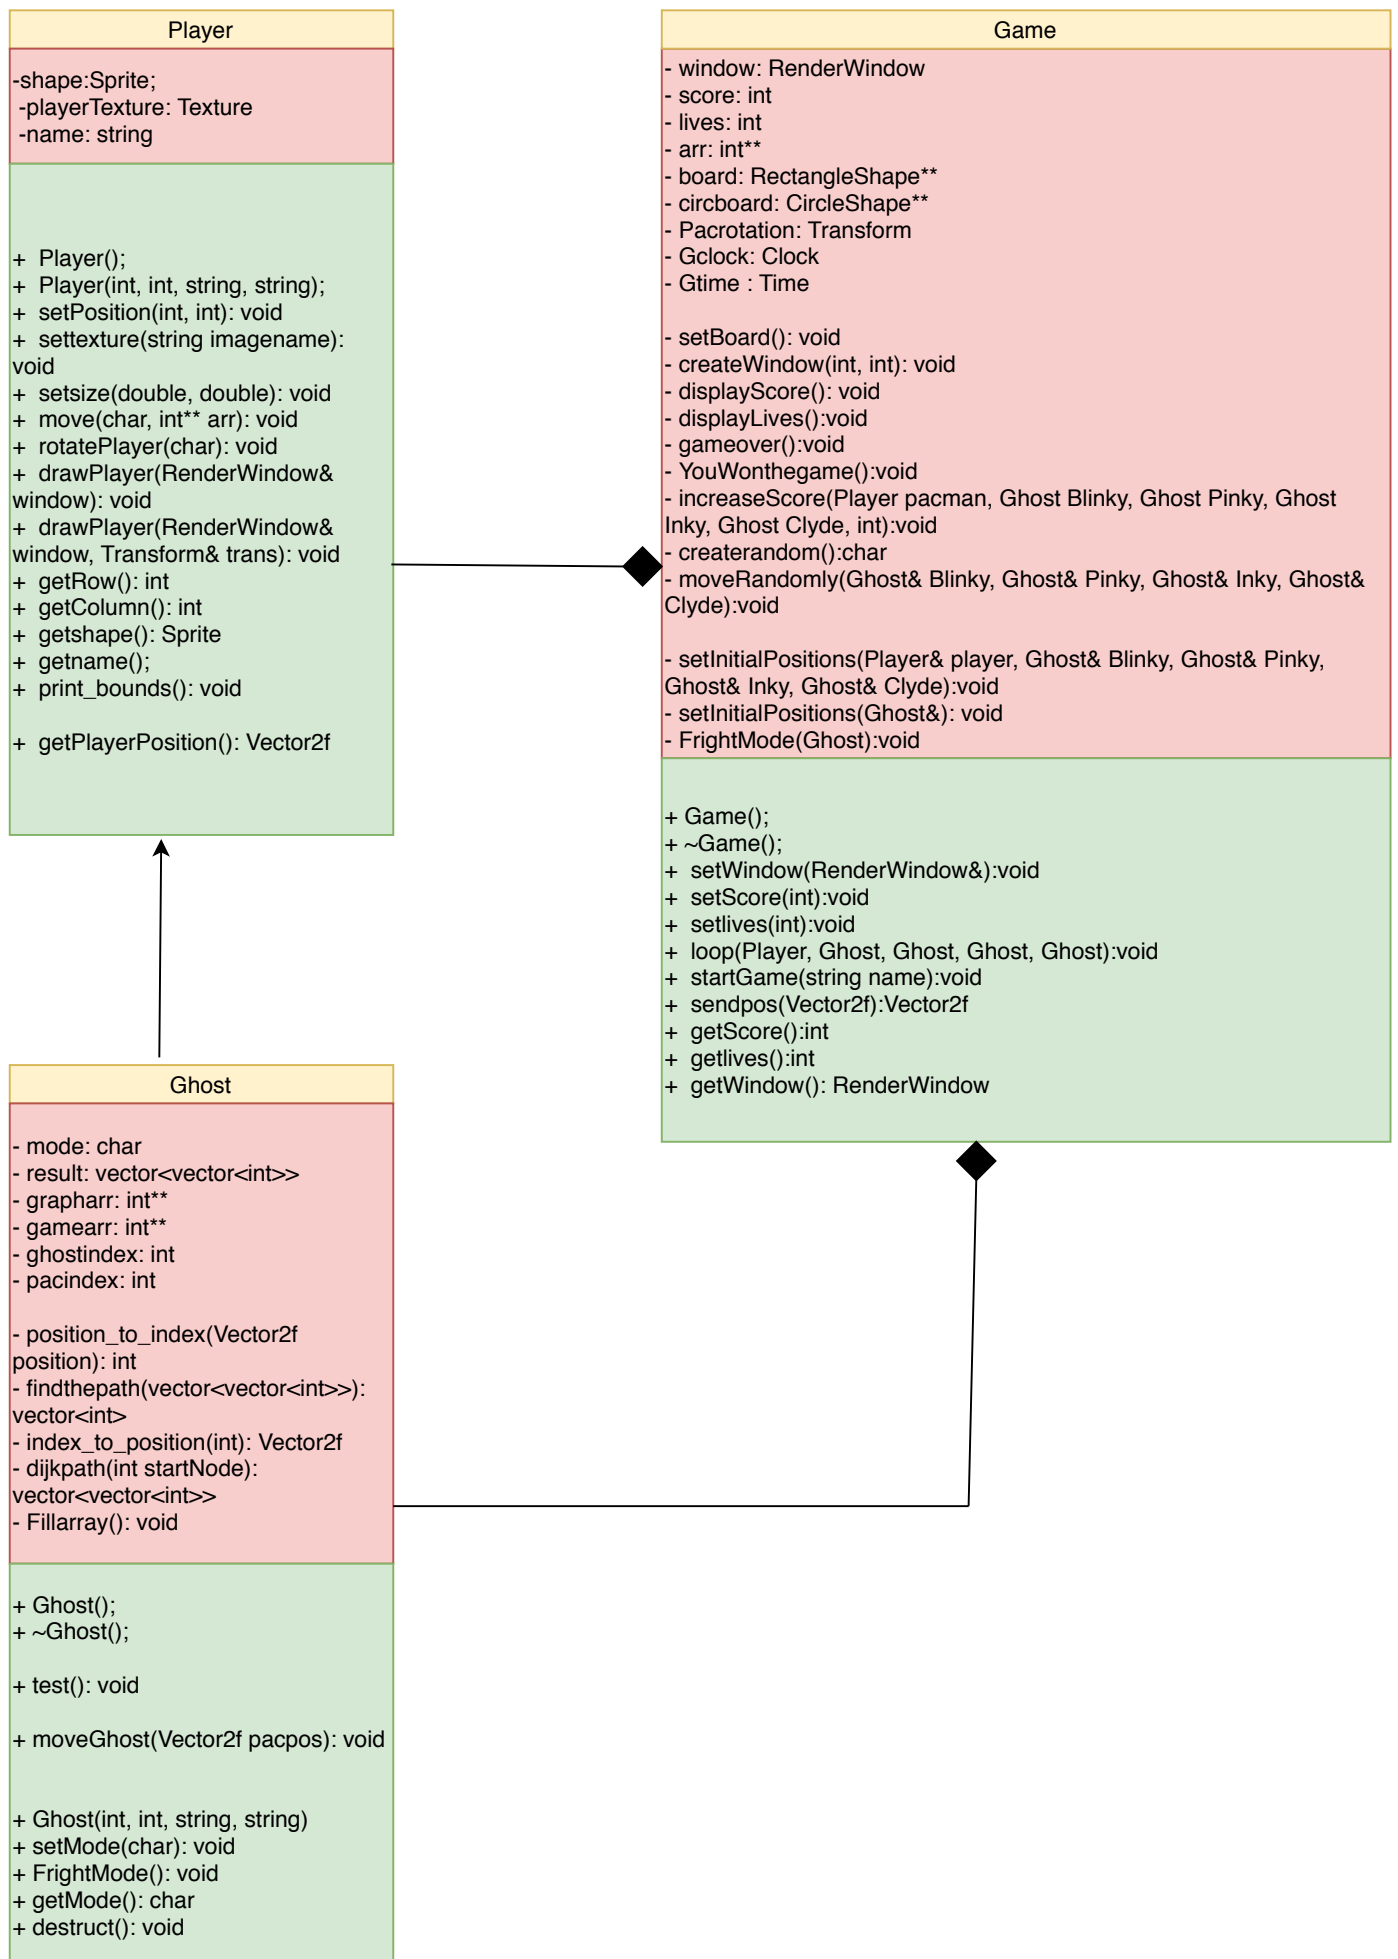 Player
-shape:Sprite;
-playerTexture: Texture
-name: string
+ Player();
+ Player(int, int, string, string);
+ setPosition(int, int): void
+ settexture(string imagename):
void
+ setsize(double, double): void
+ move(char, int** arr): void
+ rotatePlayer(char): void
+ drawPlayer(RenderWindow&
window): void
+ drawPlayer(RenderWindow&
window, Transform& trans): void
+ getRow(): int
+ getColumn(): int
+ getshape(): Sprite
+ getname();
+ print_bounds(): void
+ getPlayerPosition(): Vector2f
Game
- window: RenderWindow
- score: int
- lives: int
- arr: int**
- board: RectangleShape**
- circboard: CircleShape**
- Pacrotation: Transform
- Gclock: Clock
- Gtime : Time
- setBoard(): void
- createWindow(int, int): void
- displayScore(): void
- displayLives():void
- gameover():void
- YouWonthegame():void
- increaseScore(Player pacman, Ghost Blinky, Ghost Pinky, Ghost
Inky, Ghost Clyde, int):void
- createrandom():char
- moveRandomly(Ghost& Blinky, Ghost& Pinky, Ghost& Inky, Ghost&
Clyde):void
- setInitialPositions(Player& player, Ghost& Blinky, Ghost& Pinky,
Ghost& Inky, Ghost& Clyde):void
- setInitialPositions(Ghost&): void
- FrightMode(Ghost):void
+ Game();
+ ~Game();
+ setWindow(RenderWindow&):void
+ setScore(int):void
+ setlives(int):void
+ loop(Player, Ghost, Ghost, Ghost, Ghost):void
+ startGame(string name):void
+ sendpos(Vector2f):Vector2f
+ getScore():int
+ getlives():int
+ getWindow(): RenderWindow
Ghost
- mode: char
- result: vector<vector<int>>
- grapharr: int**
- gamearr: int**
- ghostindex: int
- pacindex: int
- position_to_index(Vector2f
position): int
- findthepath(vector<vector<int>>):
vector<int>
- index_to_position(int): Vector2f
- dijkpath(int startNode):
vector<vector<int>>
- Fillarray(): void
+ Ghost();
+ ~Ghost();
+ test(): void
+ moveGhost(Vector2f pacpos): void
+ Ghost(int, int, string, string)
+ setMode(char): void
+ FrightMode(): void
+ getMode(): char
+ destruct(): void